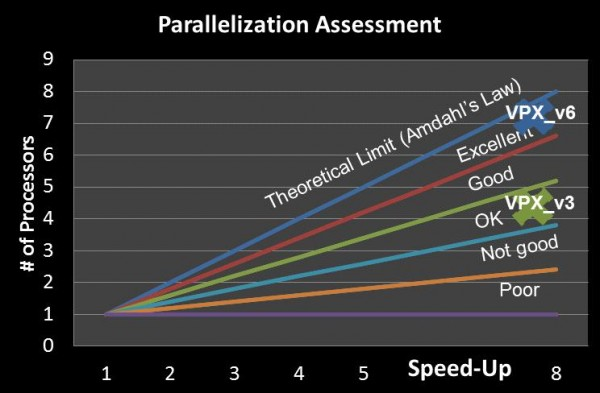 Parallelization Assessment
9
8
7
6
5
4
3
2
1
0
# of Processors
Theoretical Limit (Amdahl's Law)
VPX_v6
Excellent
Good
VPX_v3
OK
Not good
Poor
1 2 3 4 5 Speed-Up 8